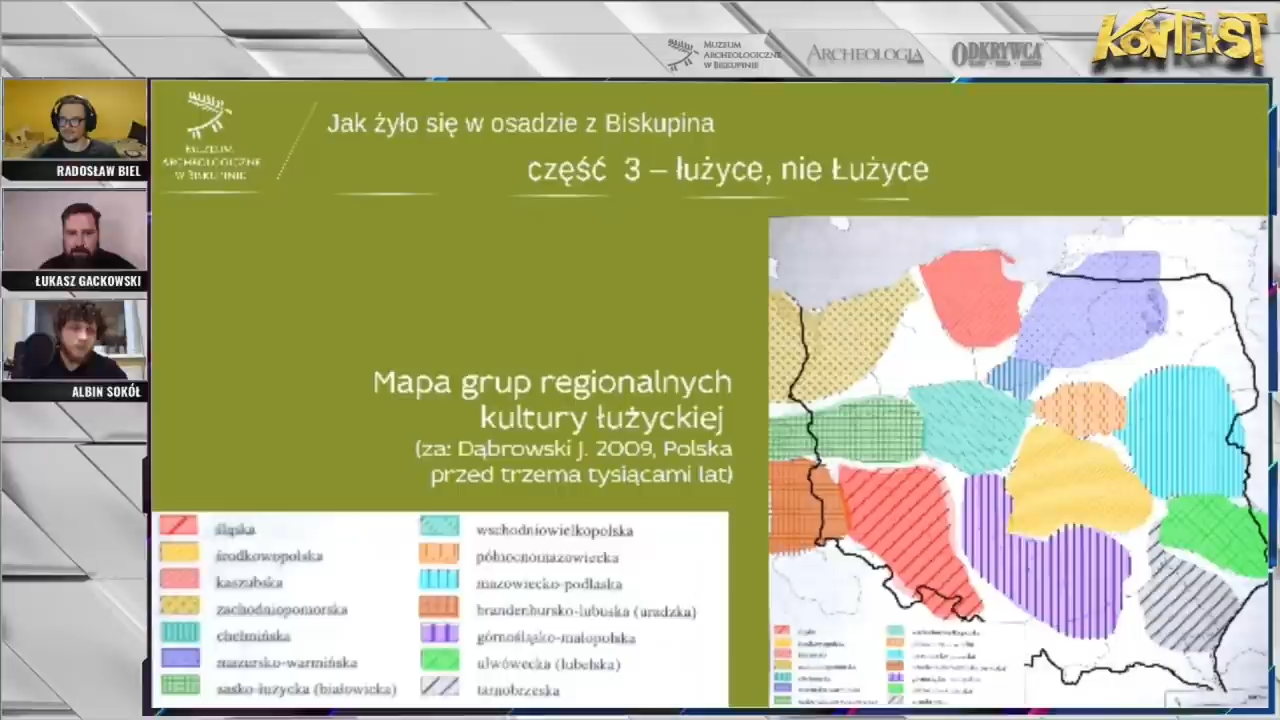 MUZEUM
ARCHEOLOGICZNE
W BISKUPINIE
ARCHEOLOGIA
ODKRYWCA
KONTEKST
RADOSŁAW BIEL
ŁUKASZ GACKOWSKI
ALBIN SOKÓŁ
MUZEUM
ARCHEOLOGICZNE
W BISKUPINIE
Jak żyło się w osadzie z Biskupina
część 3 – łużyce, nie Łużyce
Mapa grup regionalnych
kultury łużyckiej
(za: Dąbrowski J. 2009, Polska
przed trzema tysiącami lat)
śląska
środkowopolska
kaszubska
zachodniopomorska
chełmińska
mazursko-warmińska
sasko-łużycka (białowicka)
wschodniowielkopolska
północnomazowiecka
mazowiecko-podlaska
brandenbursko-lubuska (uradzka)
górnośląsko-małopolska
ulwówecka (lubelska)
tarnobrzeska